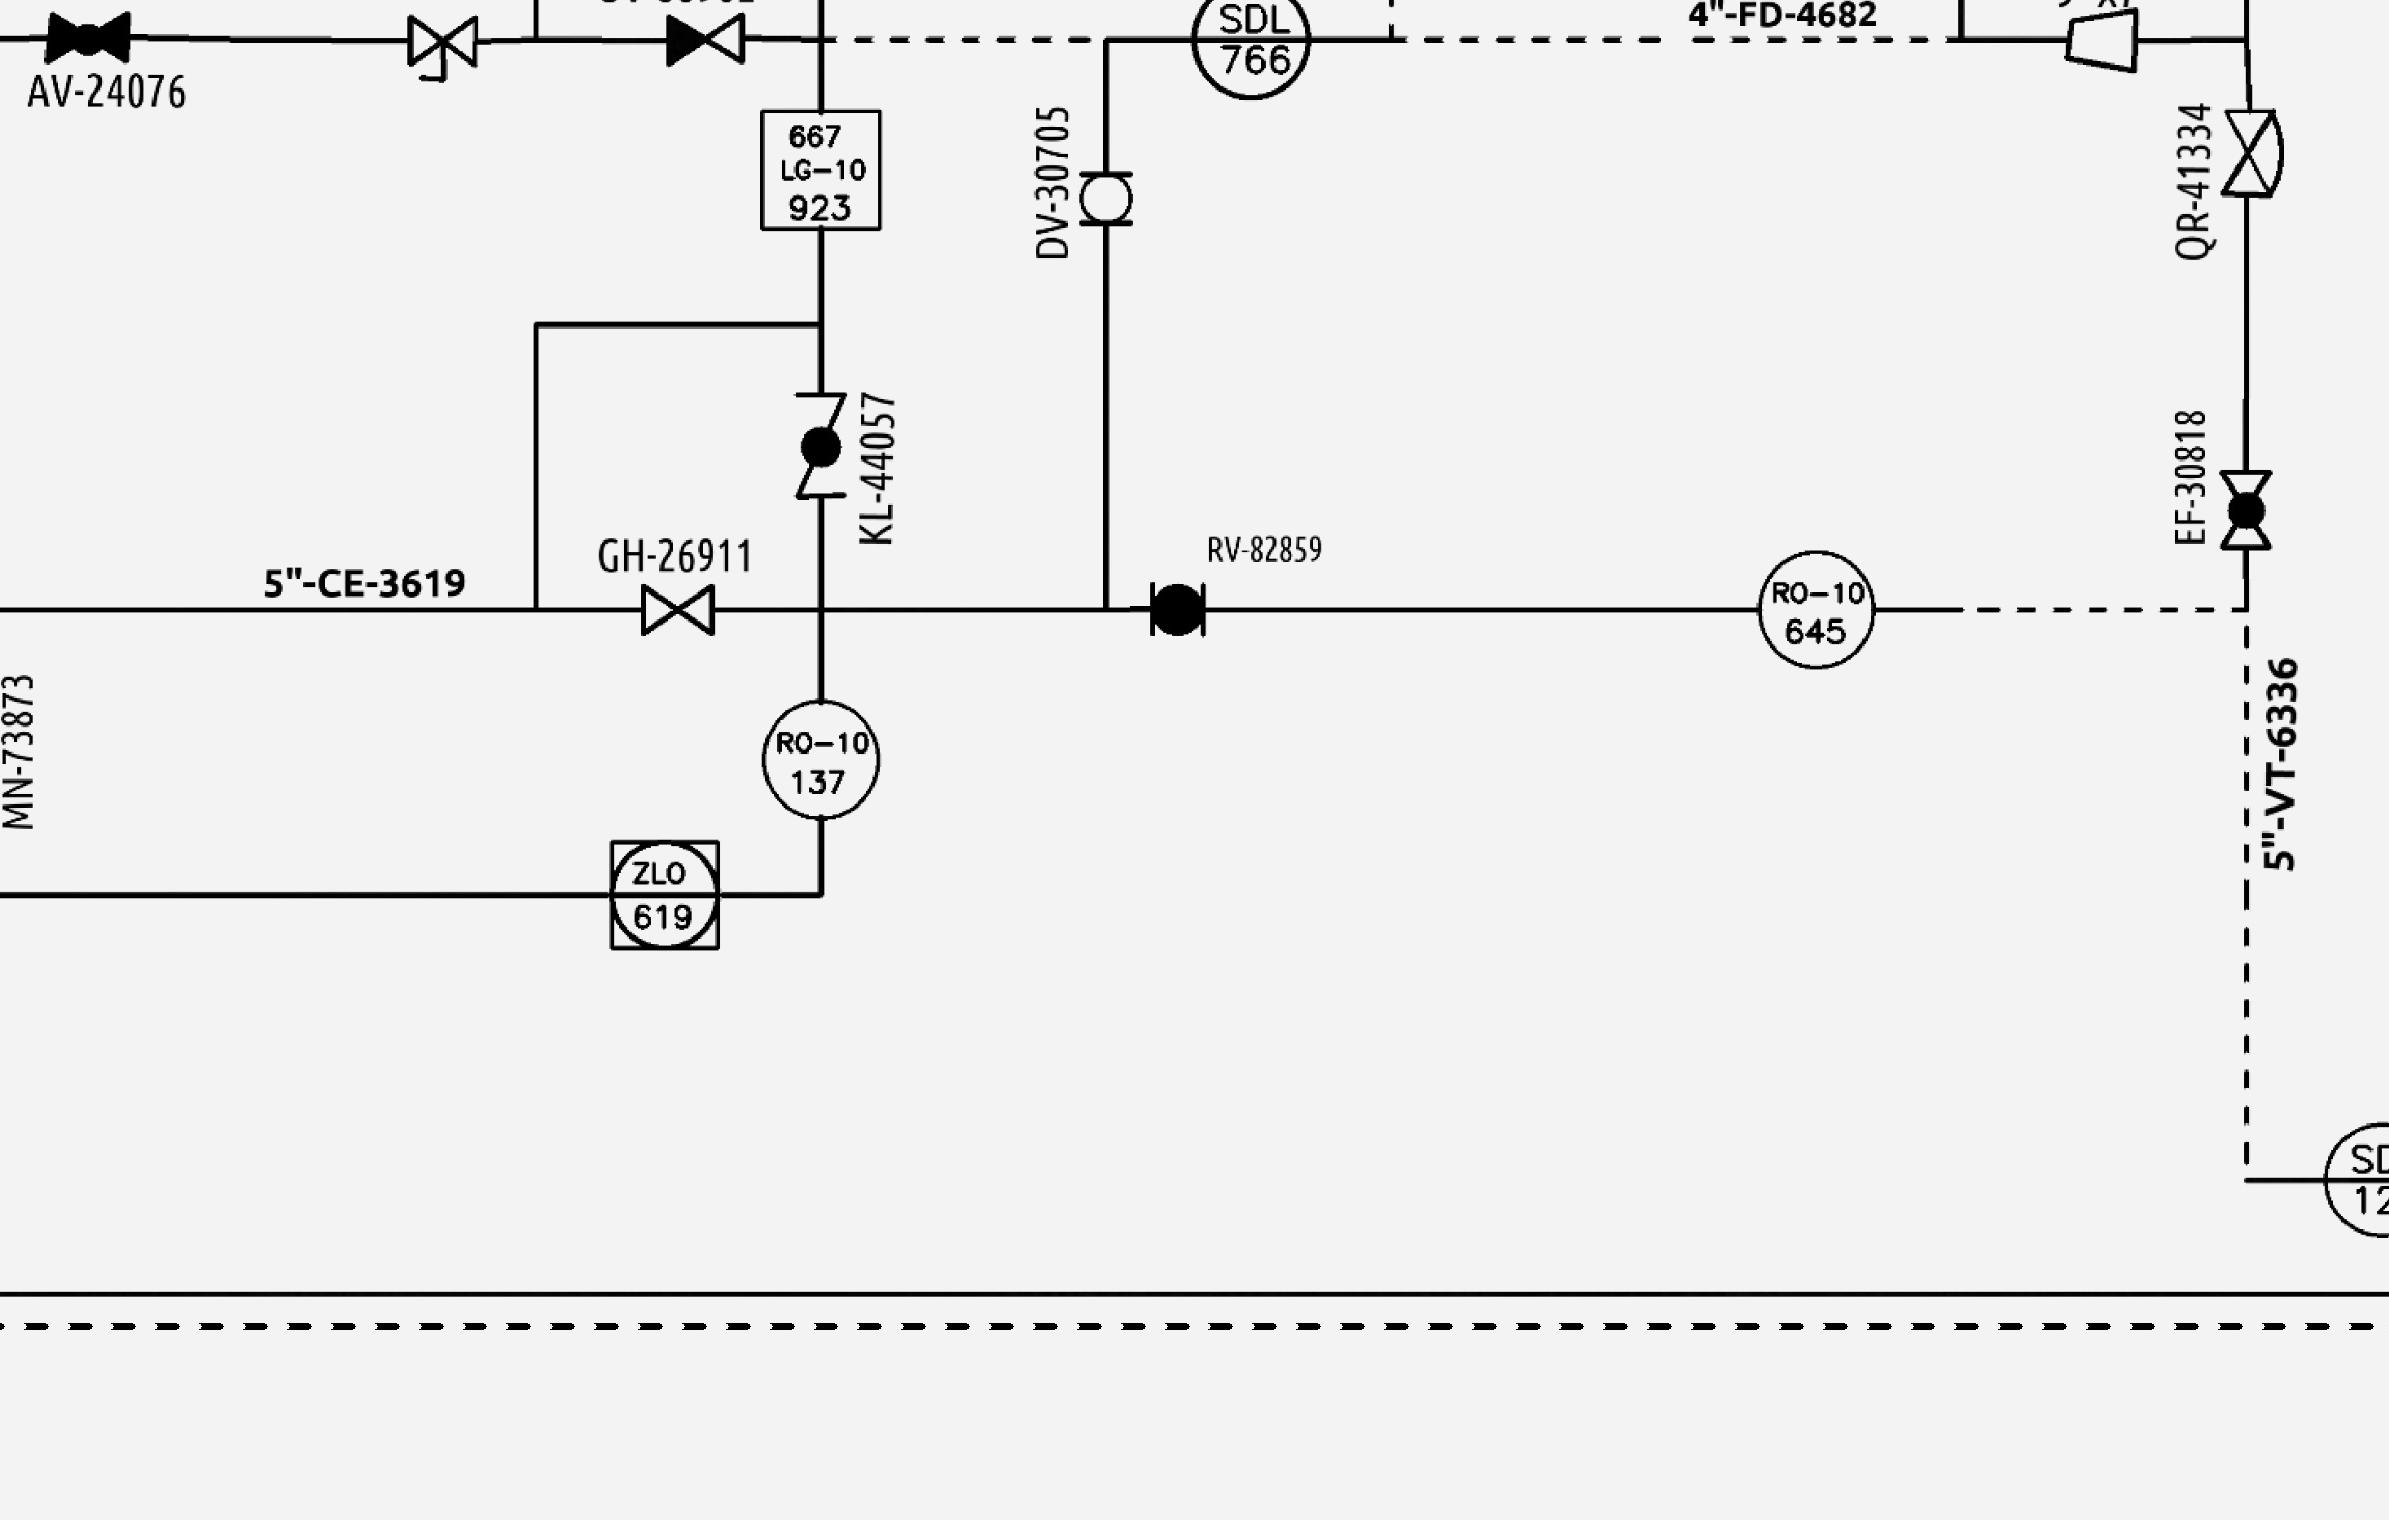 SDL
766
4"-FD-4682
AV-24076
667
LG-10
923
DV-30705
QR-41334
KL-44057
EF-30818
GH-26911
RV-82859
5"-CE-3619
RO-10
645
MN-73873
RO-10
137
5"-VT-6336
ZLO
619
SD
12